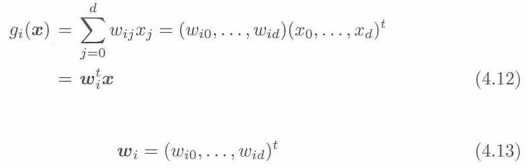 g_i(x) = \sum_{j=0}^{d} w_{ij} x_j = (w_{i0}, \ldots, w_{id})(x_0, \ldots, x_d)^t
= w_i^t x (4.12)
w_i = (w_{i0}, \ldots, w_{id})^t (4.13)